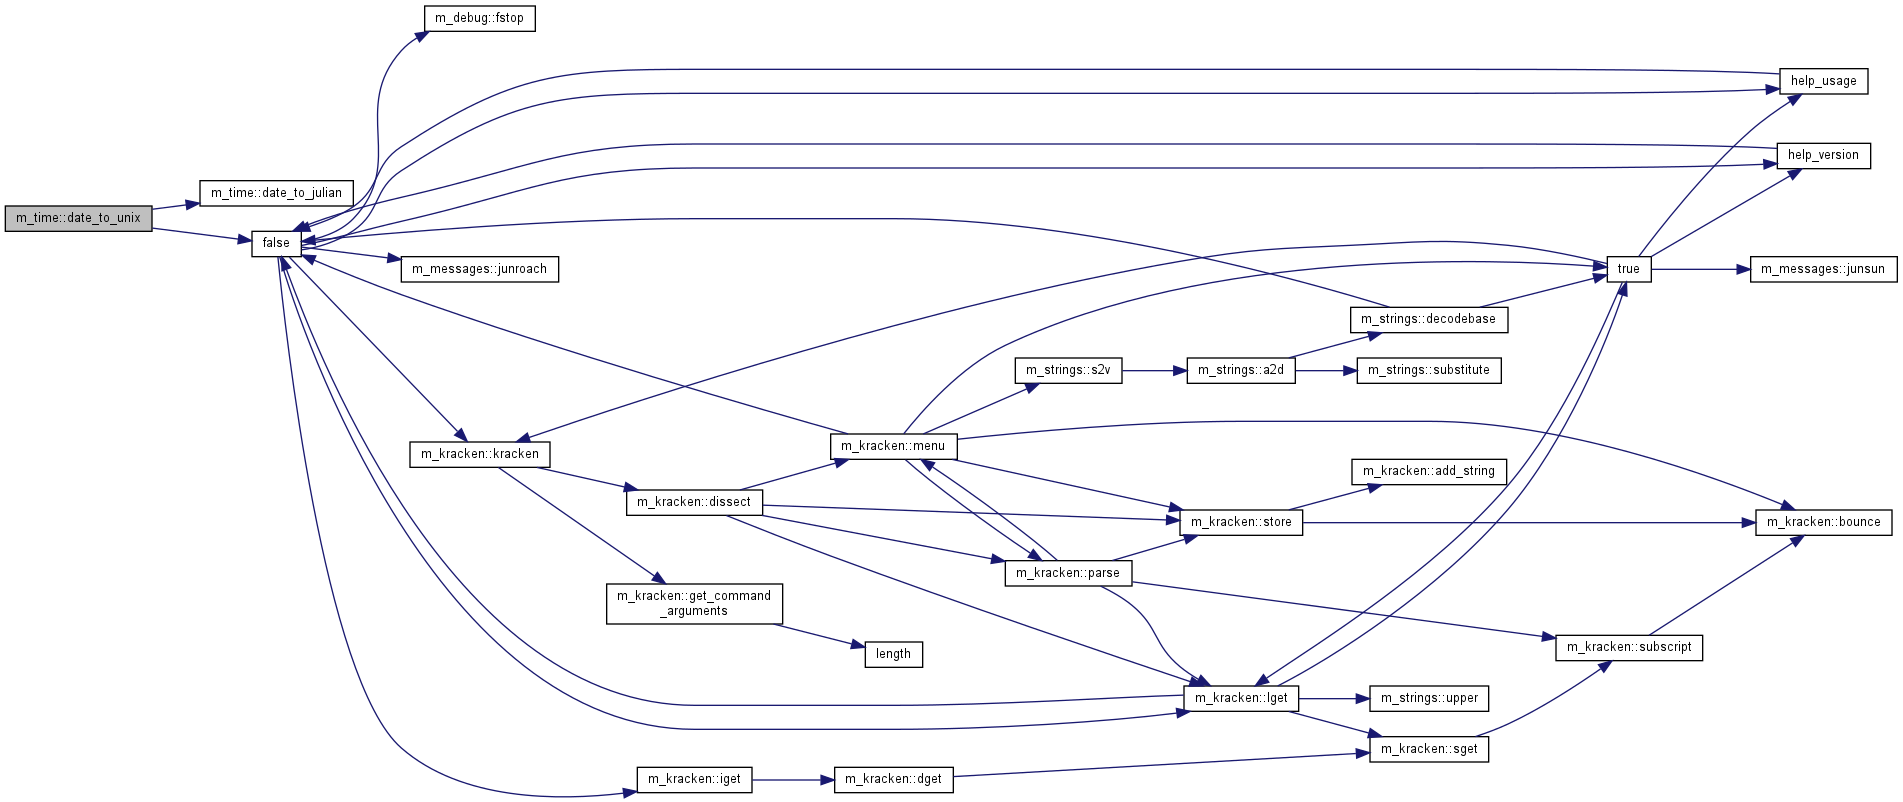 m_debug::fstop
help_usage
help_version
m_time::date_to_julian
m_time::date_to_unix
false
m_messages::junroach
true
m_messages::junsun
m_strings::decodebase
m_strings::s2v
m_strings::a2d
m_strings::substitute
m_kracken::menu
m_kracken::kracken
m_kracken::add_string
m_kracken::dissect
m_kracken::store
m_kracken::bounce
m_kracken::parse
m_kracken::get_command
_arguments
length
m_kracken::subscript
m_kracken::lget
m_strings::upper
m_kracken::sget
m_kracken::iget
m_kracken::dget